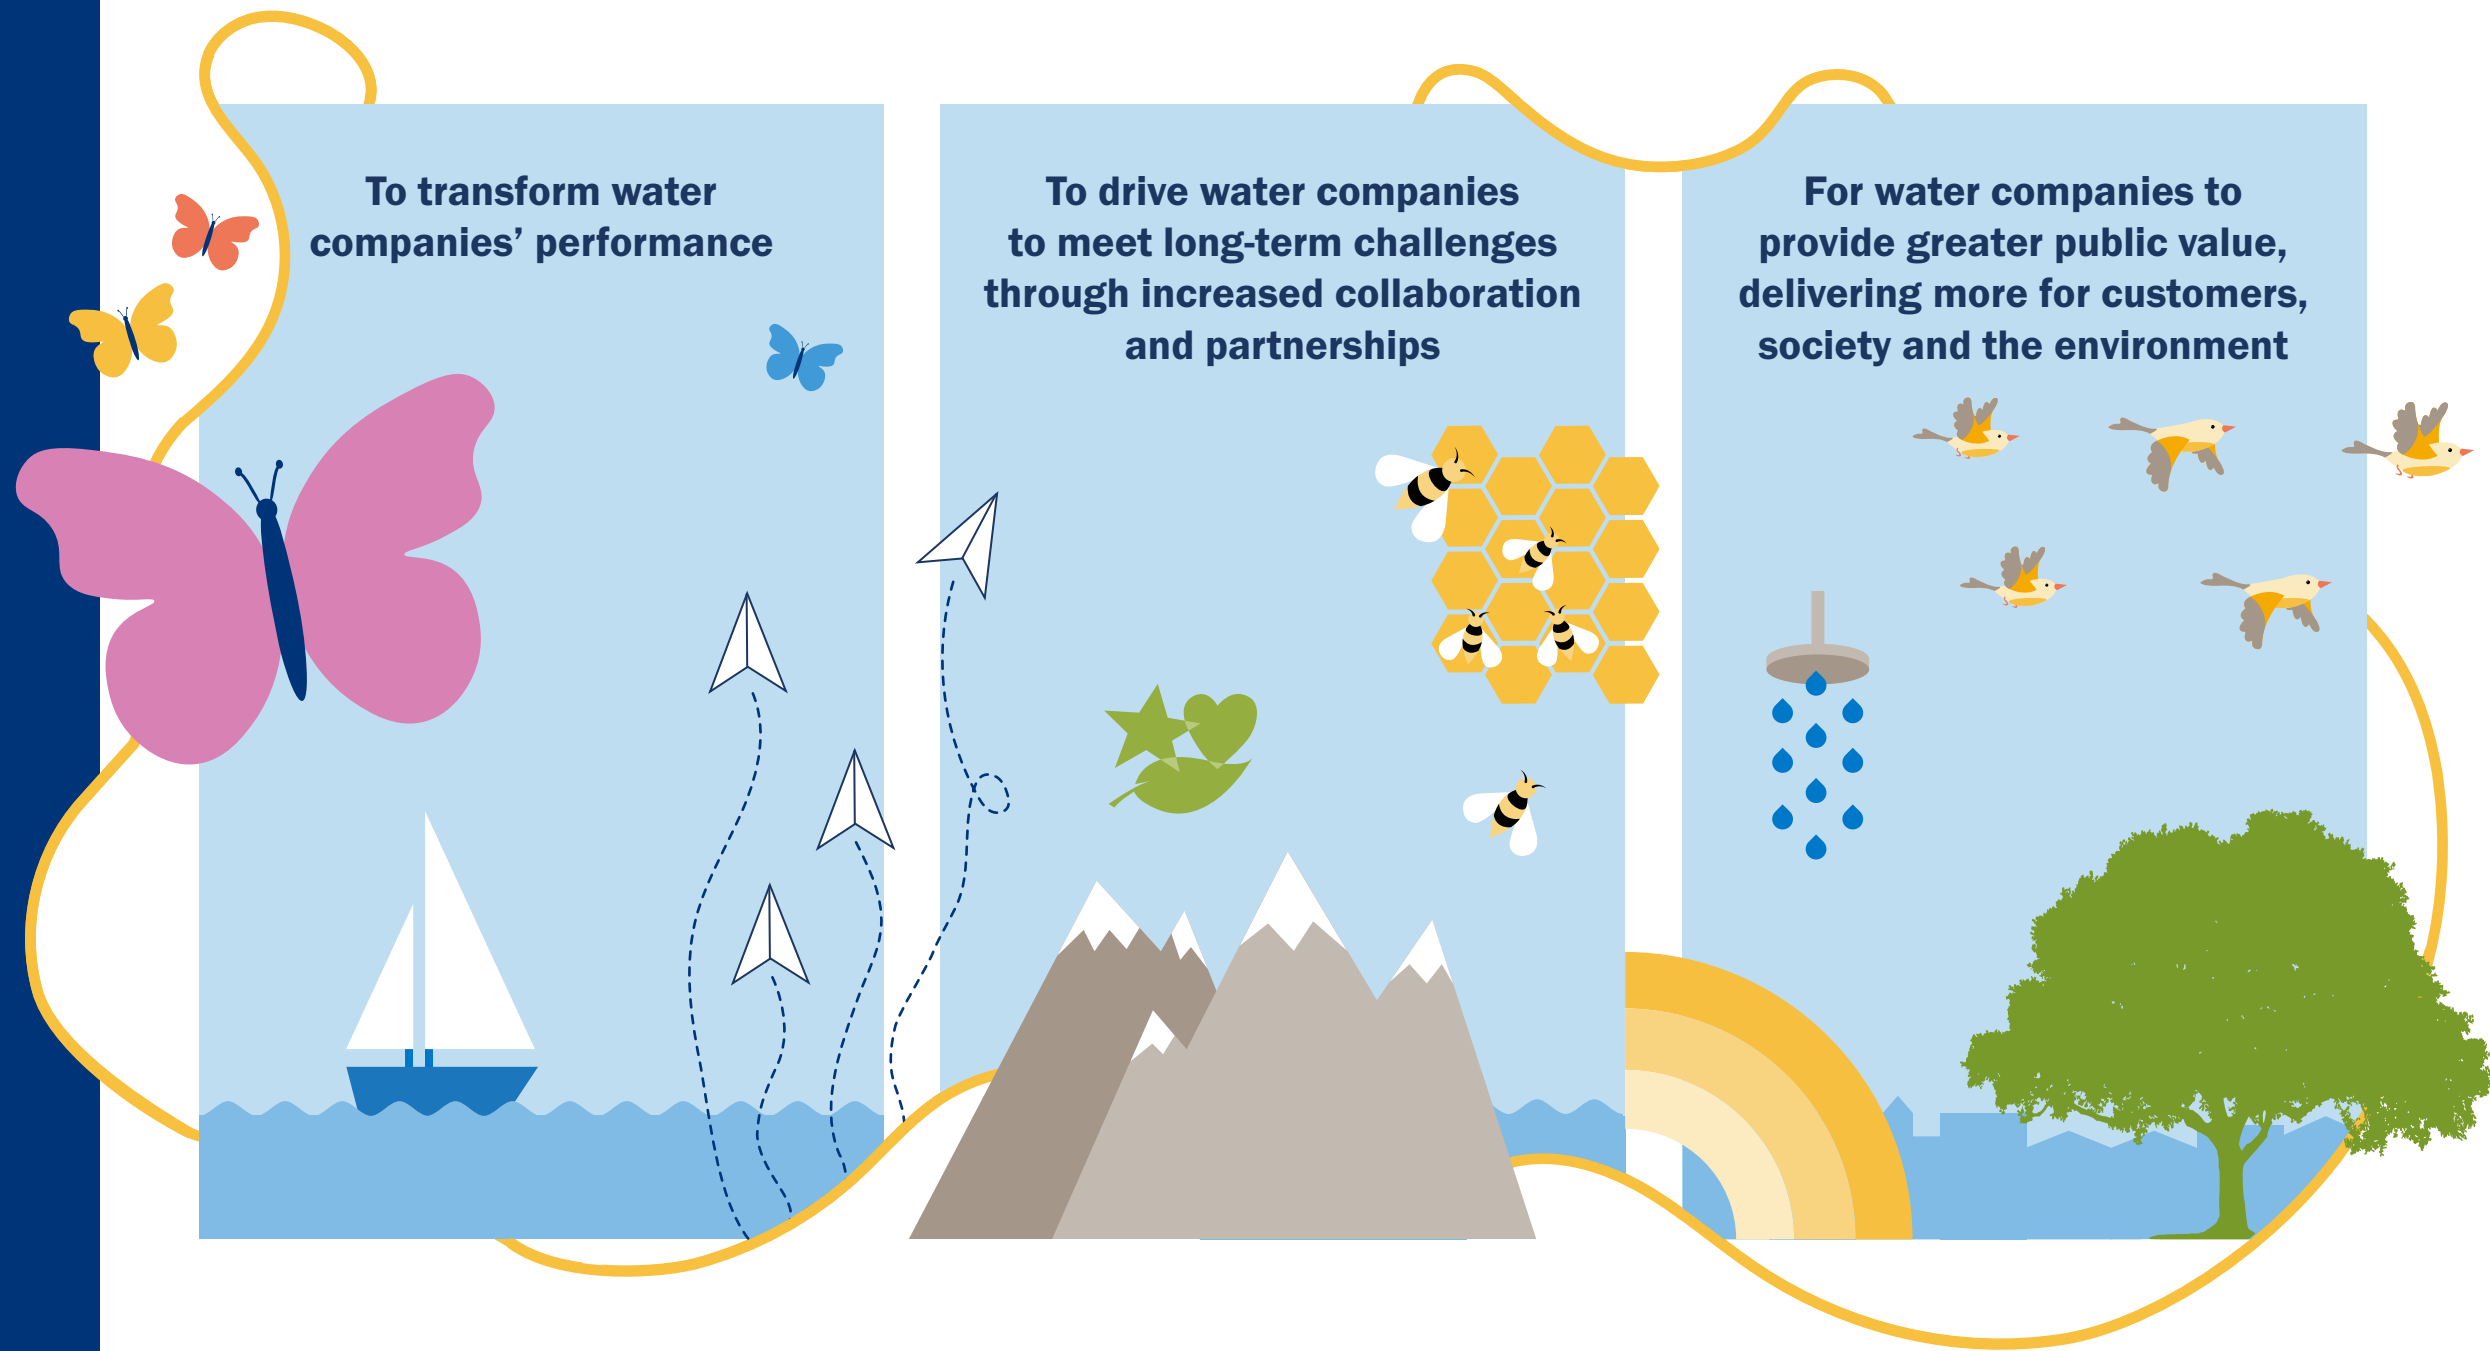 To transform water
companies’ performance
To drive water companies
to meet long-term challenges
through increased collaboration
and partnerships
For water companies to
provide greater public value,
delivering more for customers,
society and the environment